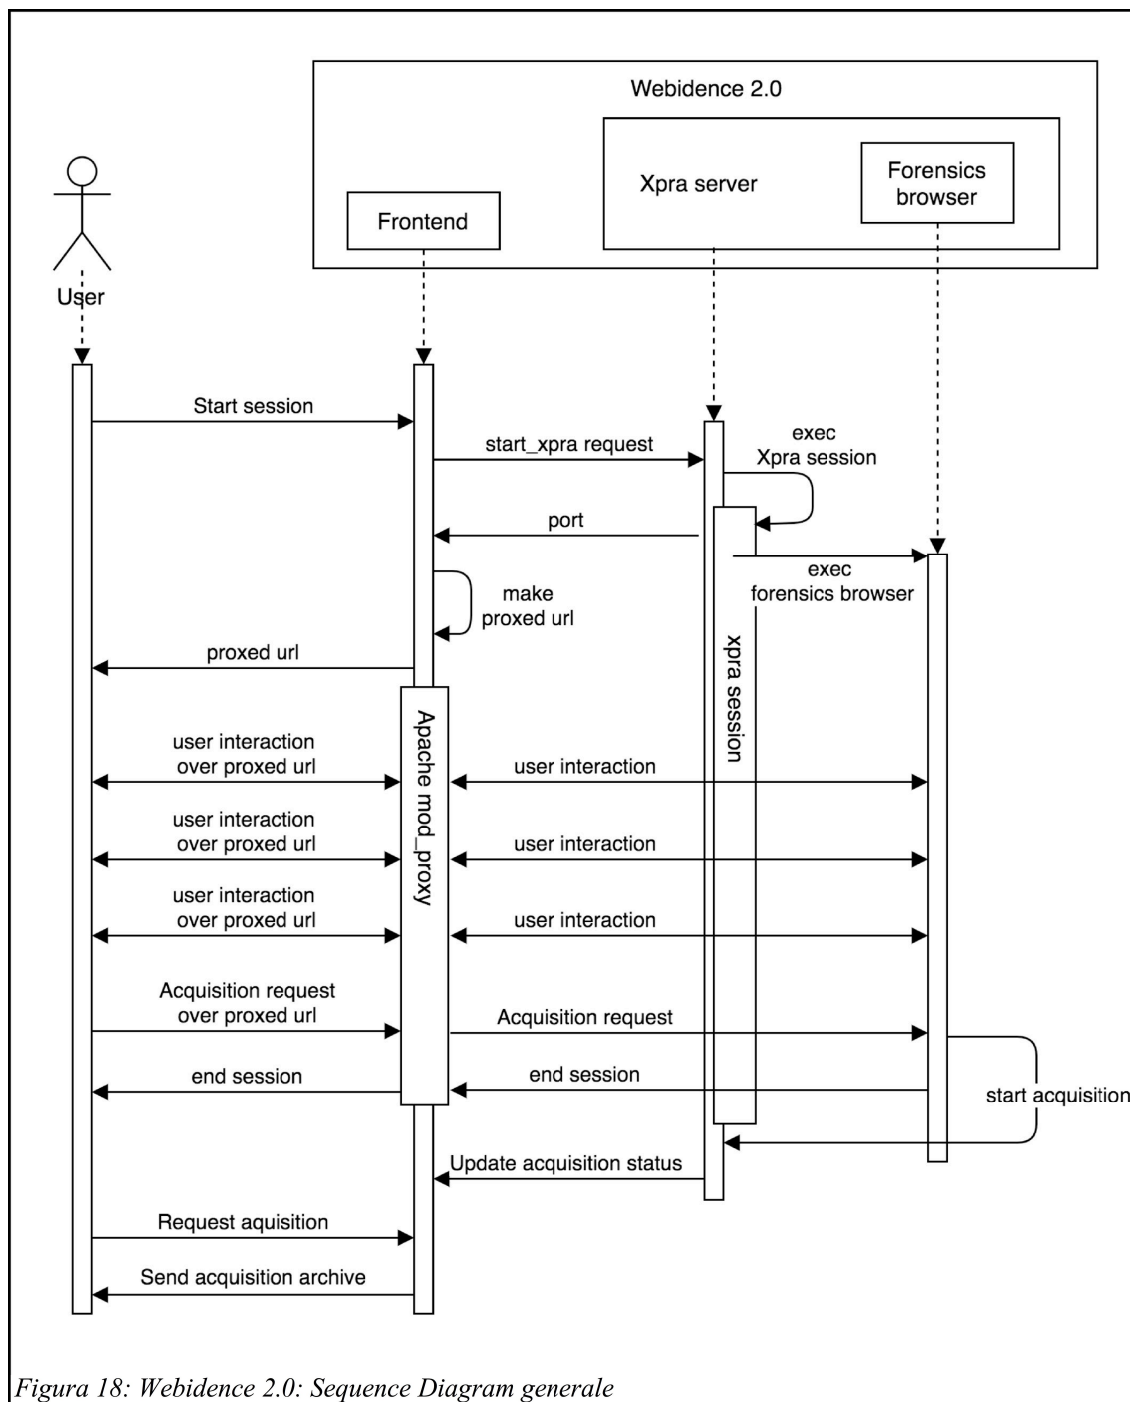 Webidence 2.0
Xpra server
Forensics
browser
Frontend
User
Start session
start_xpra request
exec
Xpra session
port
exec
forensics browser
make
proxed url
proxed url
xpra session
Apache mod_proxy
user interaction
over proxed url
user interaction
user interaction
over proxed url
user interaction
user interaction
over proxed url
user interaction
Acquisition request
over proxed url
Acquisition request
end session
end session
start acquisition
Update acquisition status
Request aquisition
Send acquisition archive
Figura 18: Webidence 2.0: Sequence Diagram generale